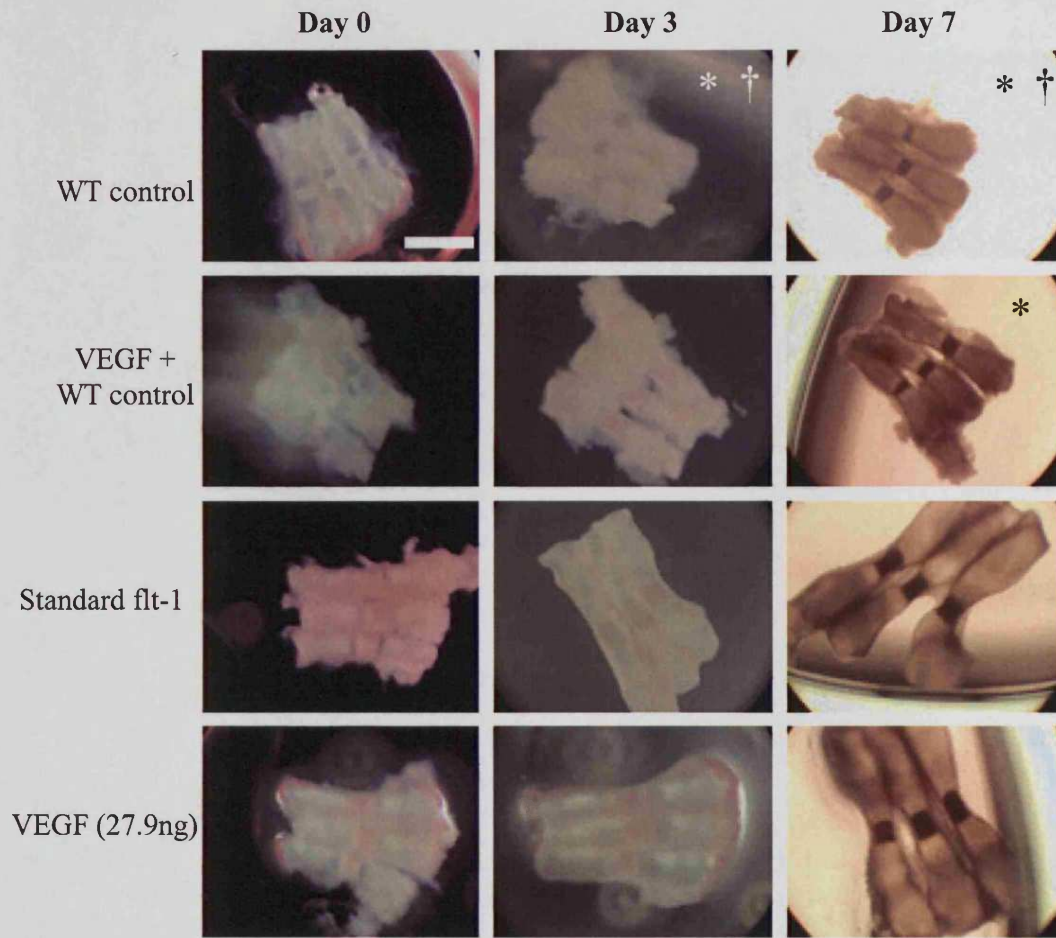 Day 0 Day 3 Day 7
* † * †
WT control
*
VEGF +
WT control
Standard flt-1
VEGF (27.9ng)